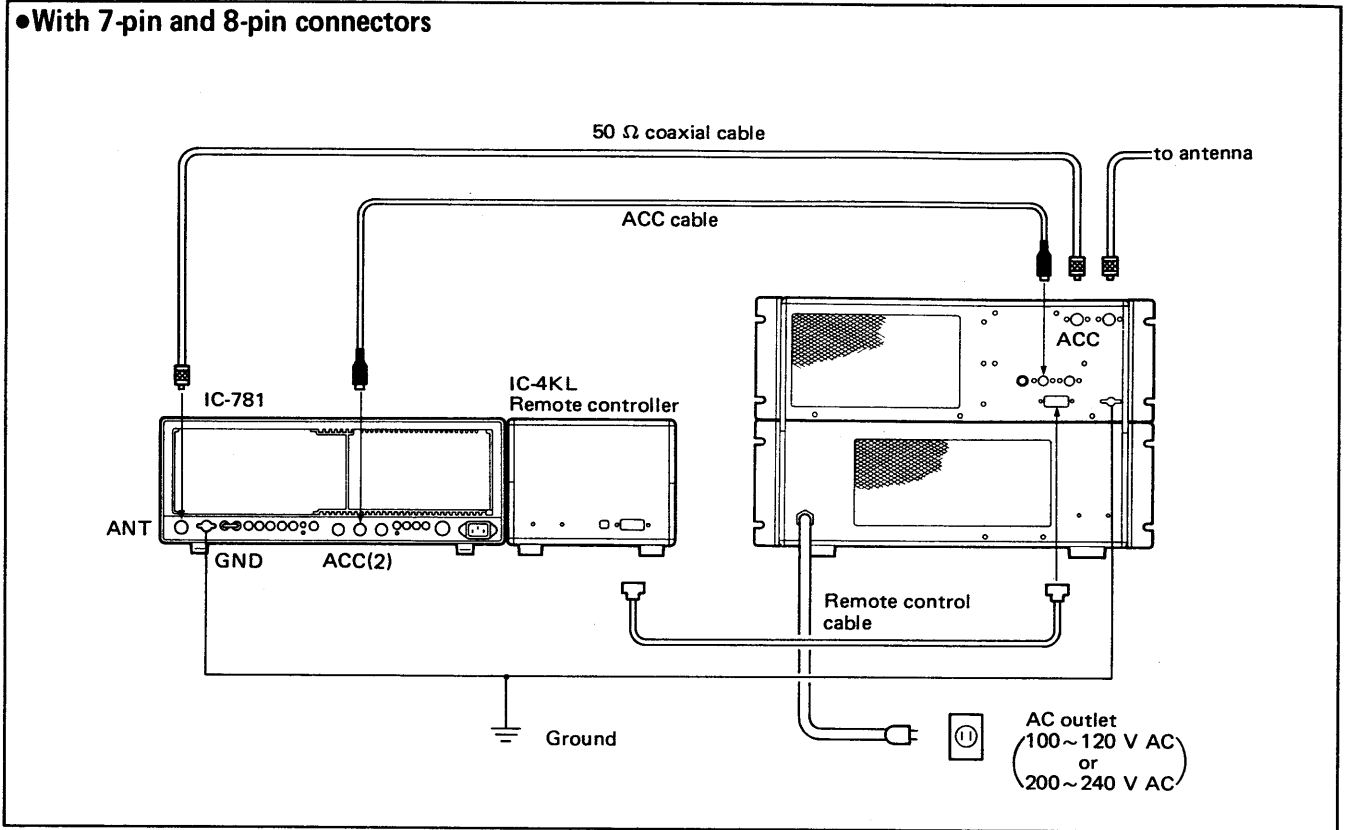 ●With 7-pin and 8-pin connectors
50 Ω coaxial cable
to antenna
ACC cable
ACC
IC-781
IC-4KL
Remote controller
ANT
GND
ACC(2)
Remote control
cable
Ground
AC outlet
(100~120 V AC)
or
(200~240 V AC)